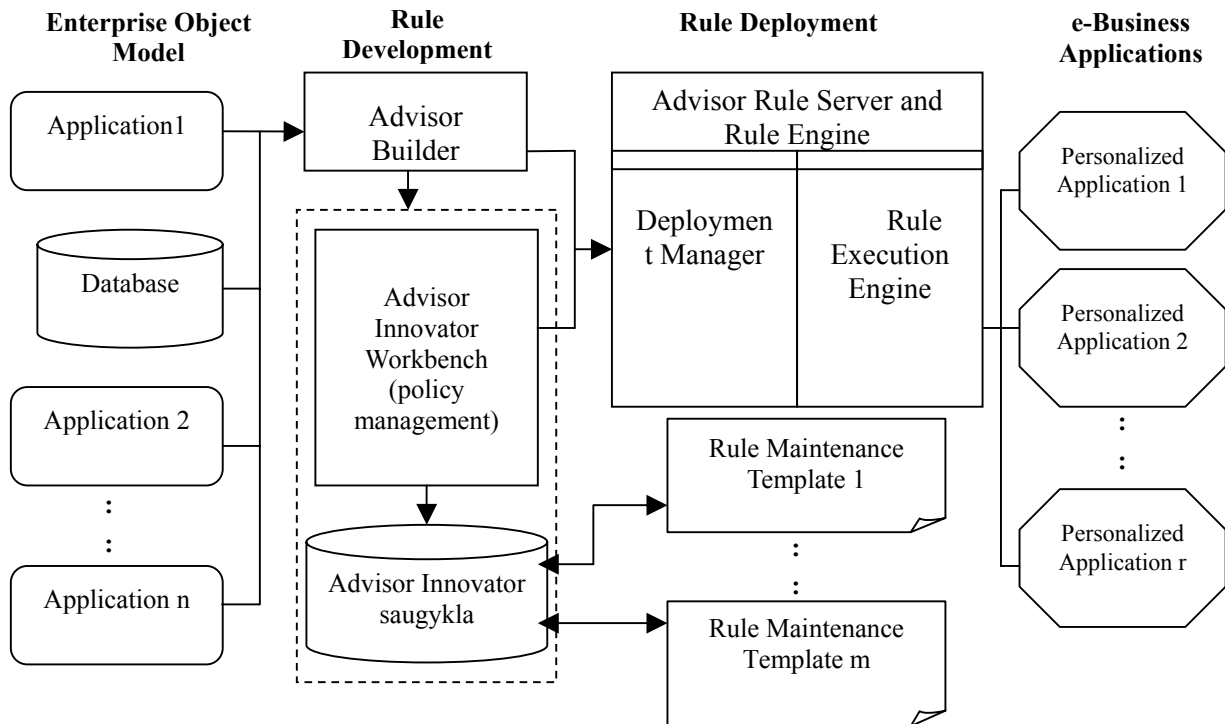 Enterprise Object
Model
Rule
Development
Rule Deployment
e-Business
Applications
Application1
Database
Application 2
:
:
Application n
Advisor
Builder
Advisor
Innovator
Workbench
(policy
management)
Advisor Innovator
saugykla
Advisor Rule Server and
Rule Engine
Deploymen
t Manager
Rule
Execution
Engine
Rule Maintenance
Template 1
:
:
Rule Maintenance
Template m
Personalized
Application 1
Personalized
Application 2
:
:
Personalized
Application r